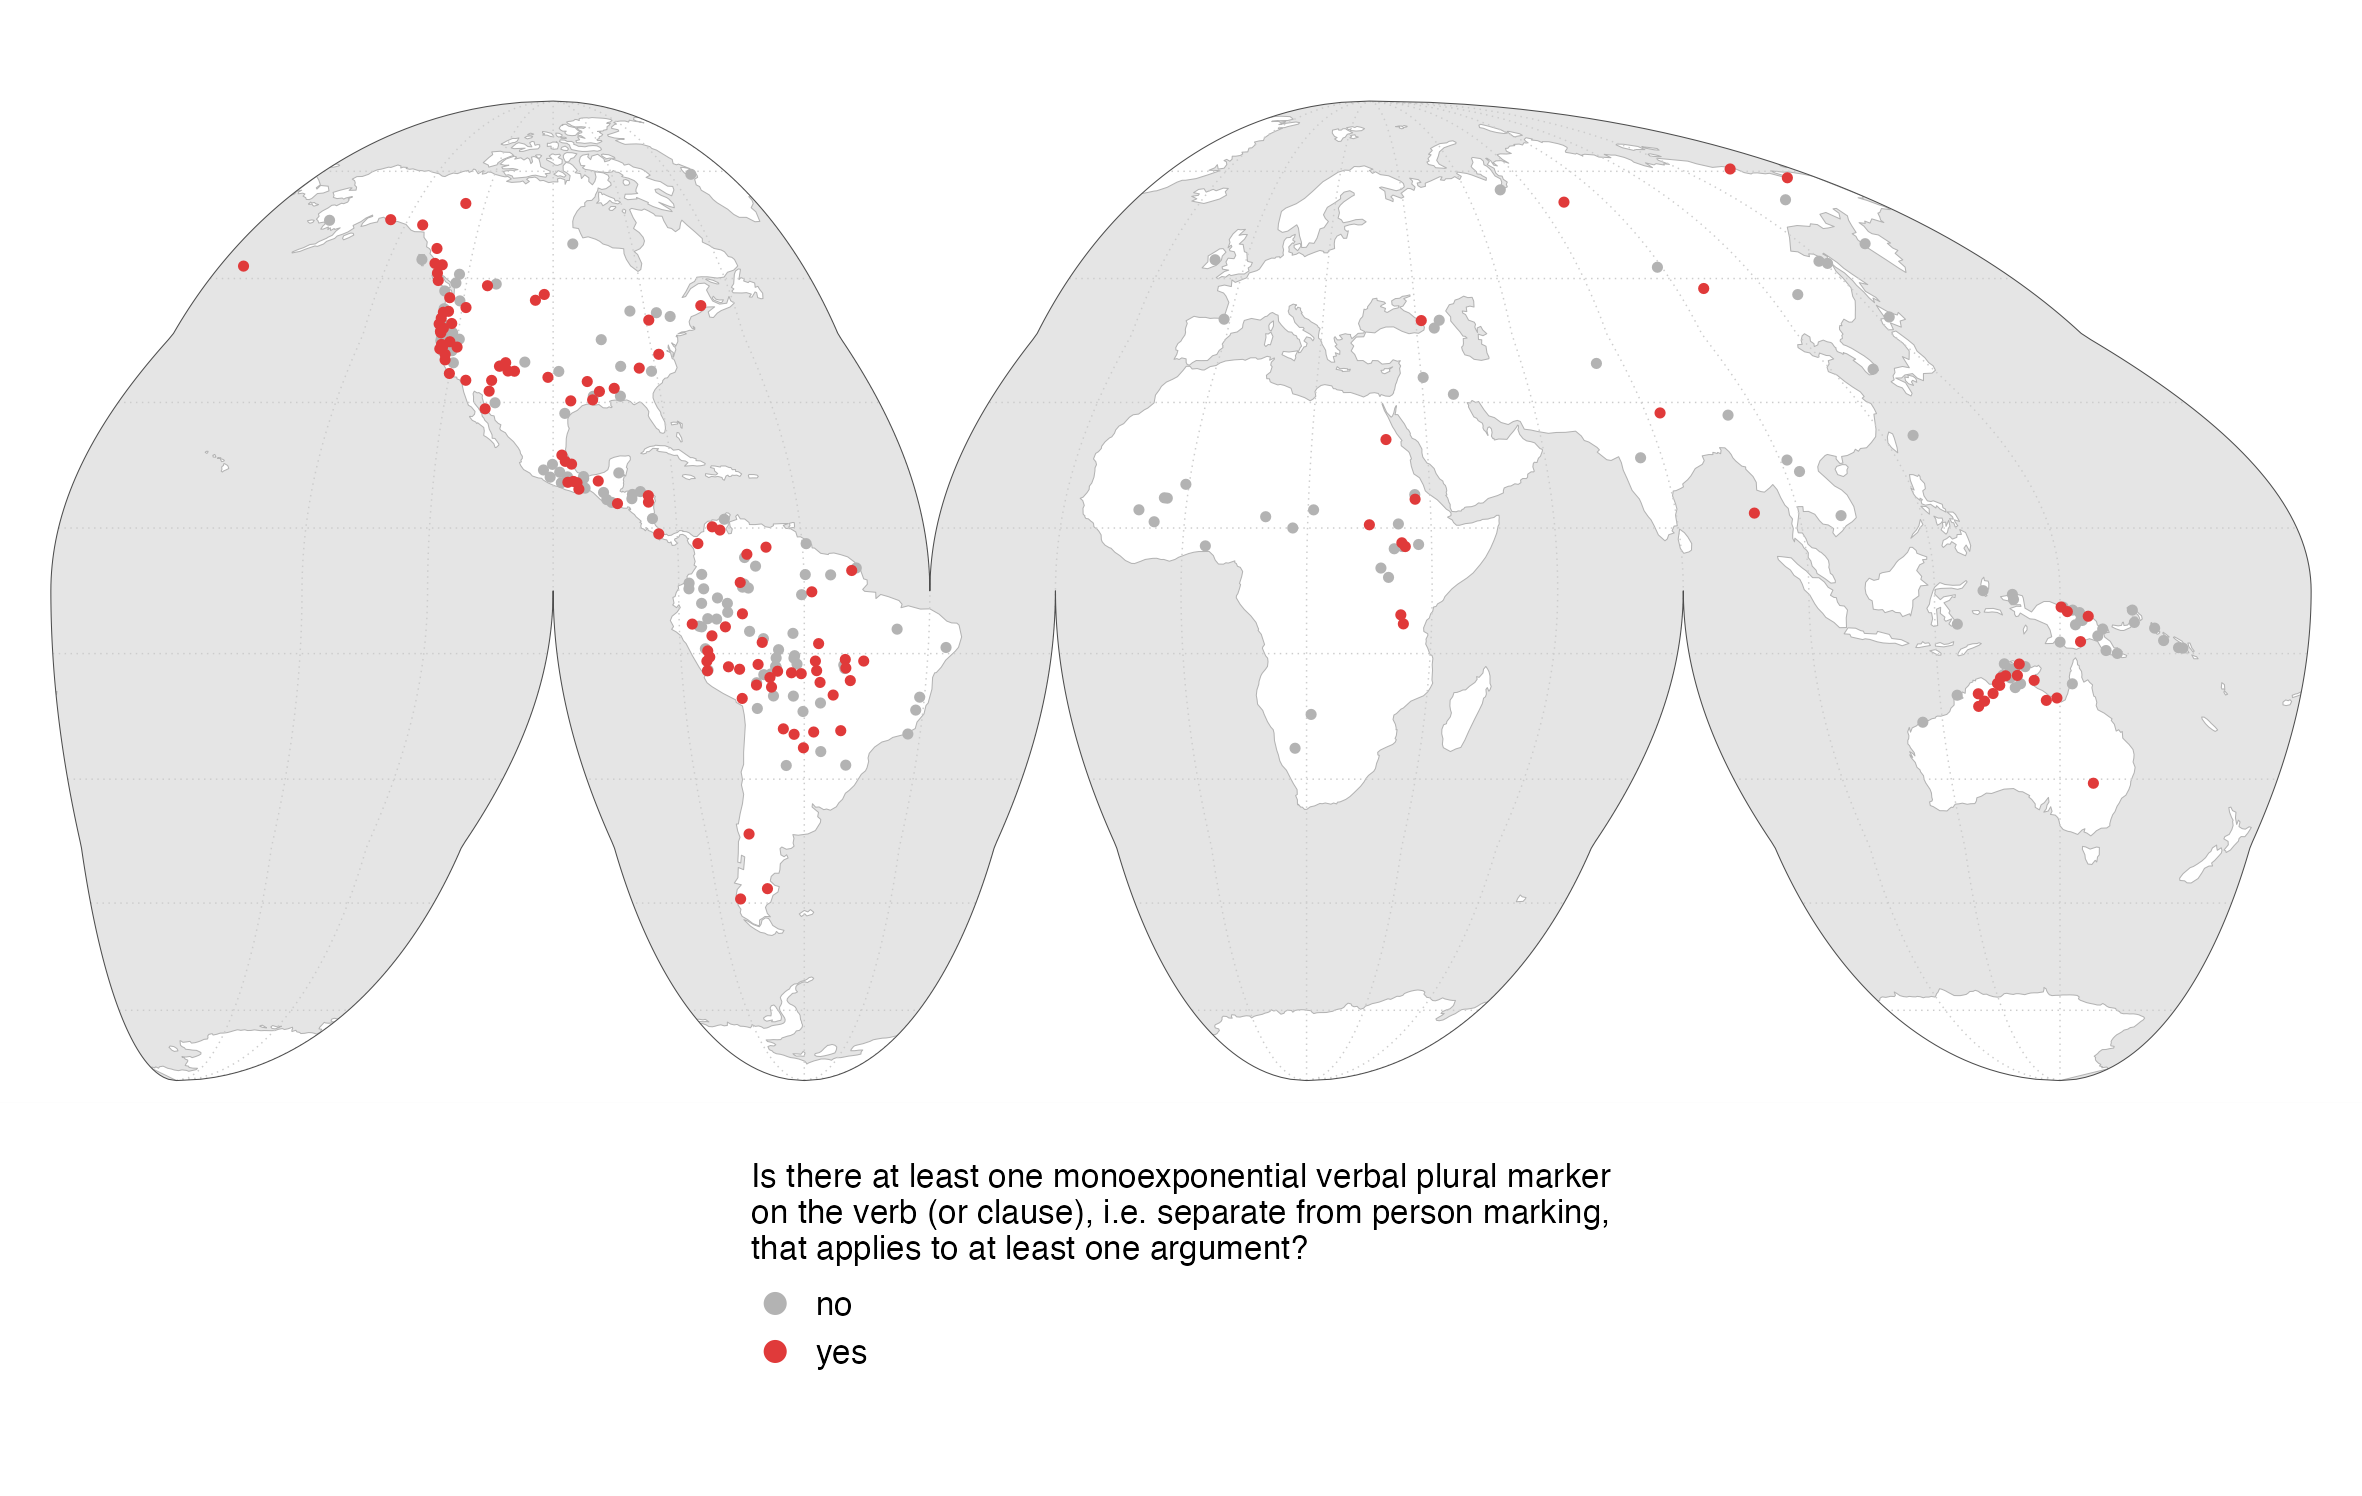 Is there at least one monoexponential verbal plural marker
on the verb (or clause), i.e. separate from person marking,
that applies to at least one argument?
no
yes